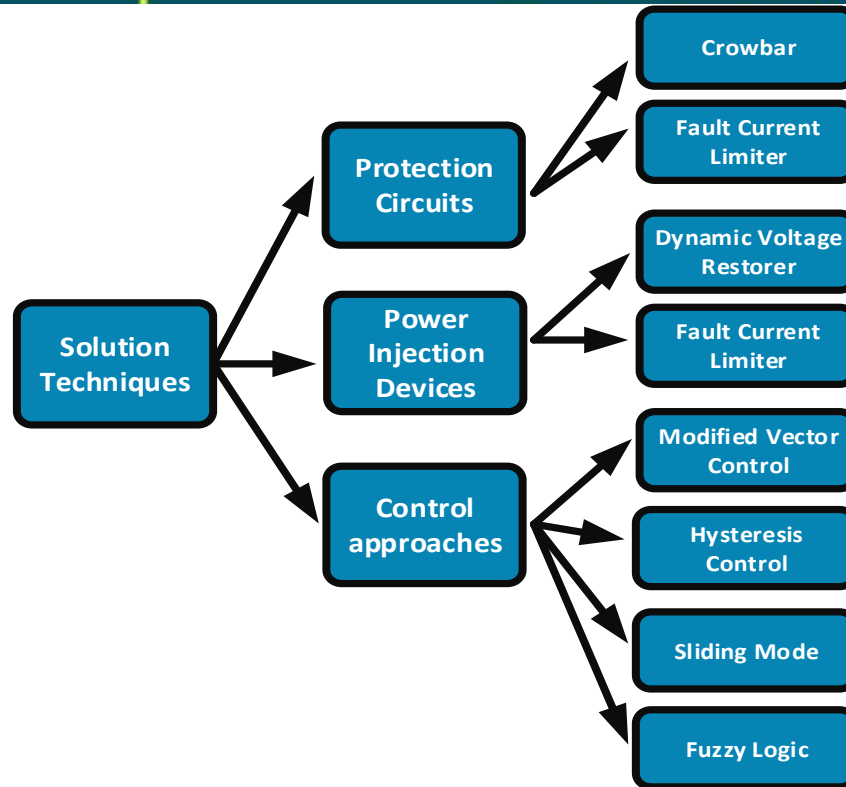 Solution
Techniques
Protection
Circuits
Crowbar
Fault Current
Limiter
Power
Injection
Devices
Dynamic Voltage
Restorer
Fault Current
Limiter
Control
approaches
Modified Vector
Control
Hysteresis
Control
Sliding Mode
Fuzzy Logic